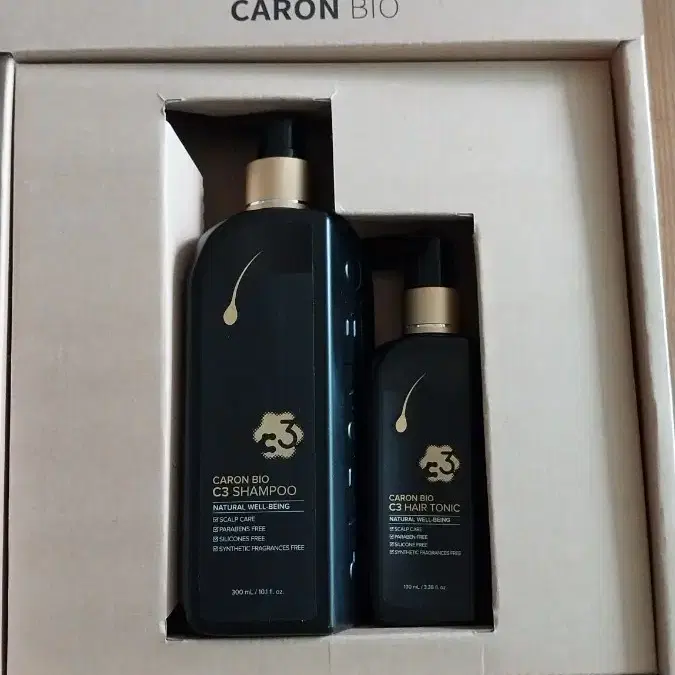 CARON BIO
C3
CARON BIO
C3 SHAMPOO
NATURAL WELL-BEING
☑ SCALP CARE
☑ PARABENS FREE
☑ SILICONES FREE
☑ SYNTHETIC FRAGRANCES FREE
300 mL / 10.1 fl. oz.
C3
CARON BIO
C3 HAIR TONIC
NATURAL WELL-BEING
☑ SCALP CARE
☑ PARABEN-FREE
☑ SILICONE FREE
☑ SYNTHETIC FRAGRANCES FREE